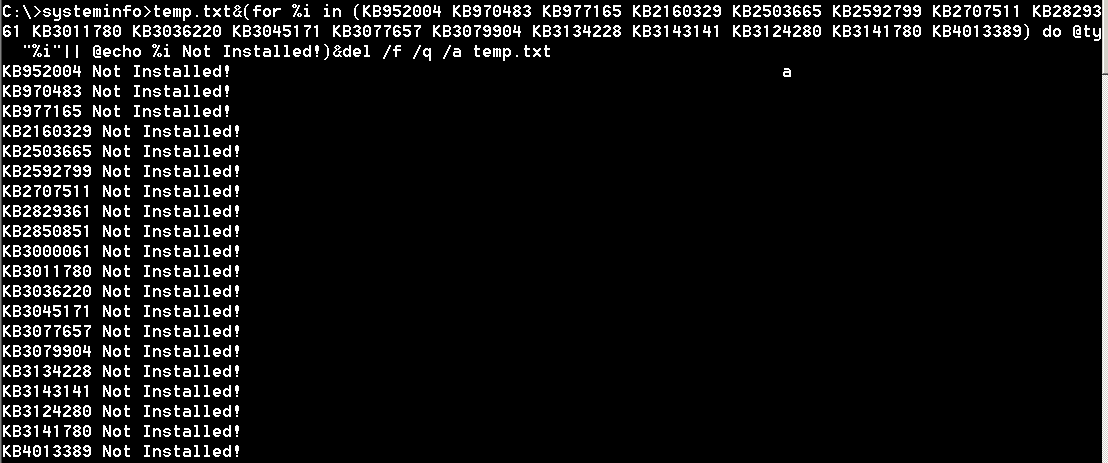 C:\>systeminfo>temp.txt&(for %i in (KB952004 KB970483 KB977165 KB2160329 KB2503665 KB2592799 KB2707511 KB28293
61 KB3011780 KB3036220 KB3045171 KB3077657 KB3079904 KB3134228 KB3143141 KB3124280 KB3141780 KB4013389) do @ty
"%i"|| @echo %i Not Installed!)&del /f /q /a temp.txt
KB952004 Not Installed! a
KB970483 Not Installed!
KB977165 Not Installed!
KB2160329 Not Installed!
KB2503665 Not Installed!
KB2592799 Not Installed!
KB2707511 Not Installed!
KB2829361 Not Installed!
KB2850851 Not Installed!
KB3000061 Not Installed!
KB3011780 Not Installed!
KB3036220 Not Installed!
KB3045171 Not Installed!
KB3077657 Not Installed!
KB3079904 Not Installed!
KB3134228 Not Installed!
KB3143141 Not Installed!
KB3124280 Not Installed!
KB3141780 Not Installed!
KB4013389 Not Installed!